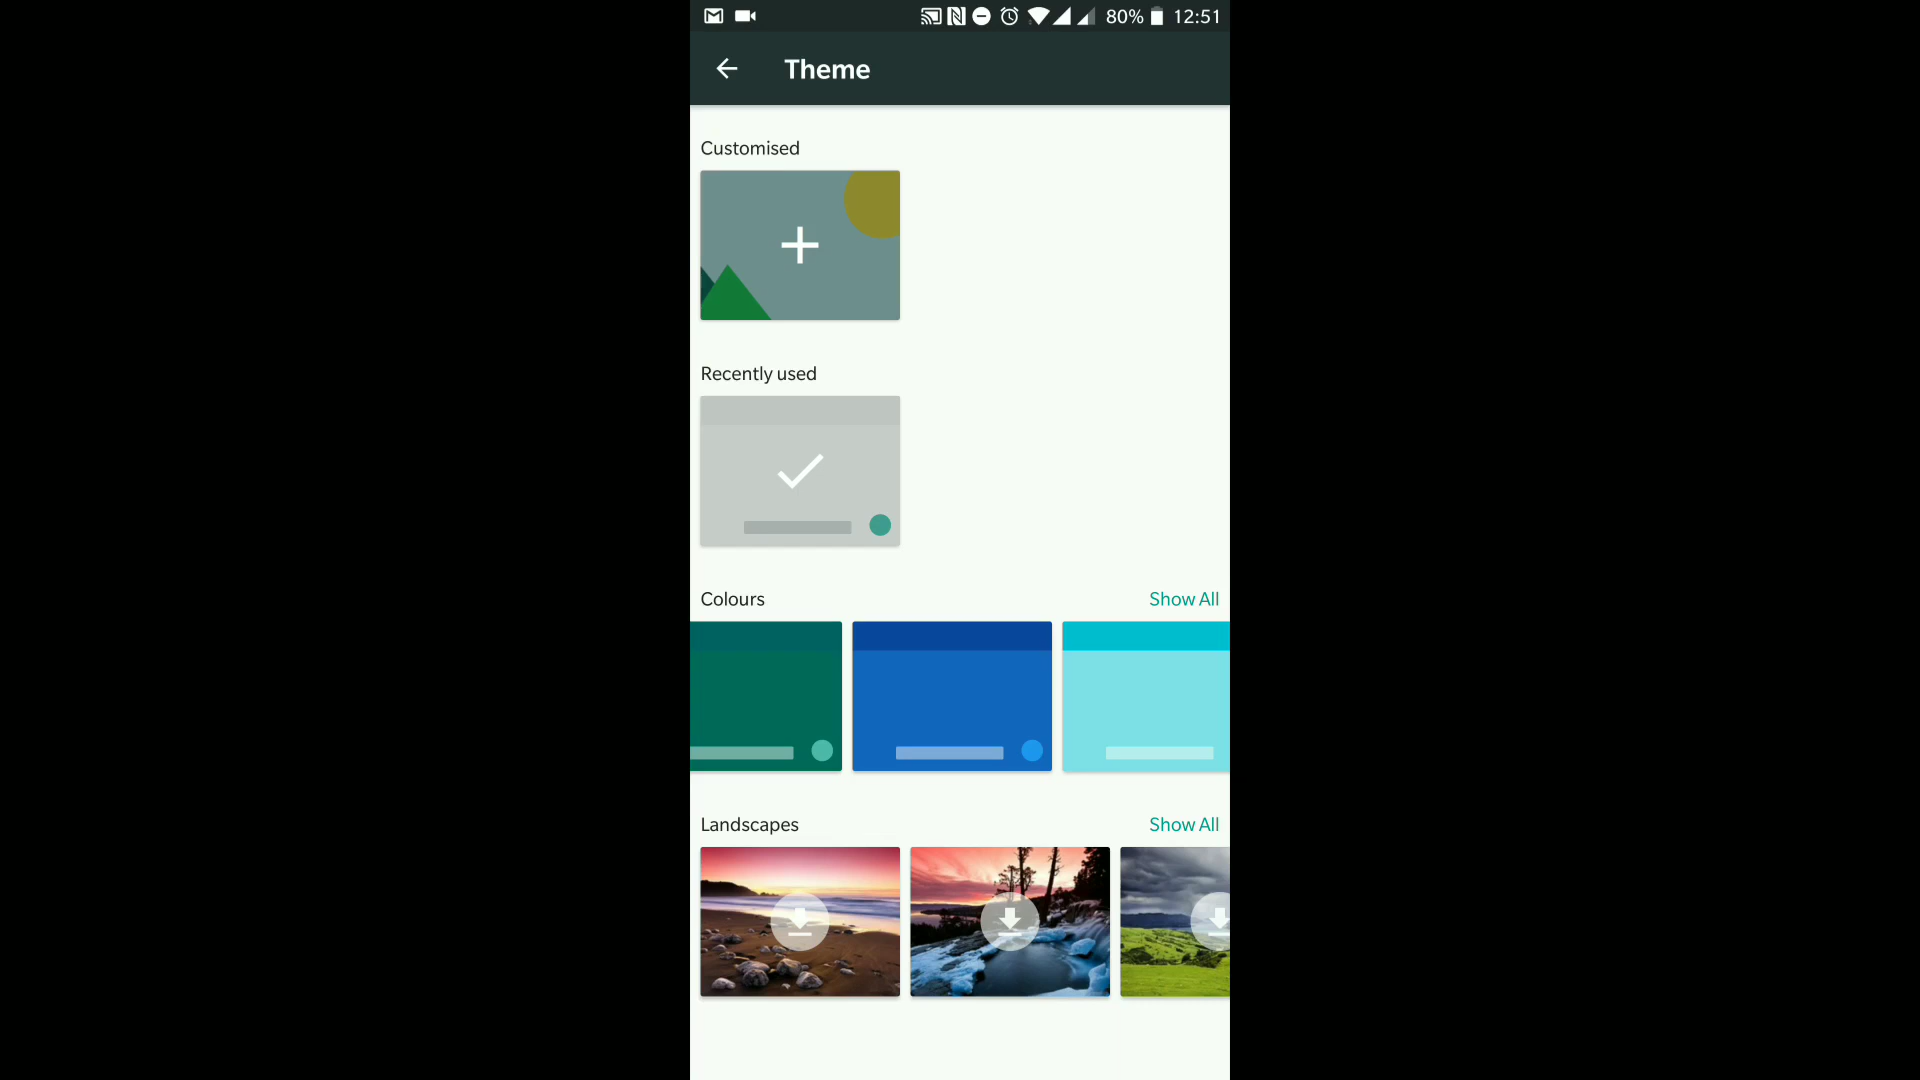 80% 12:51
Theme
Customised
Recently used
Colours Show All
Landscapes Show All